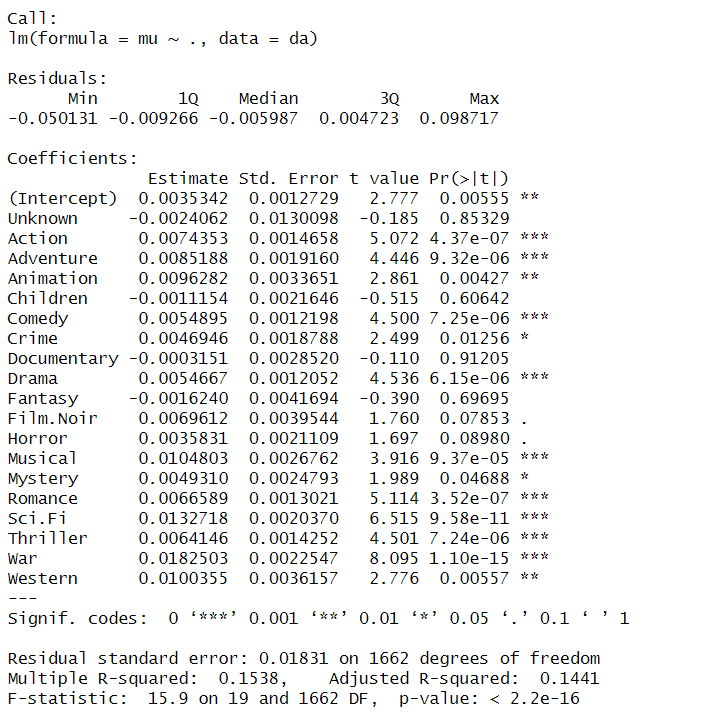 Call:
lm(formula = mu ~ ., data = da)
Residuals:
      Min        1Q    Median        3Q       Max
-0.050131 -0.009266 -0.005987  0.004723  0.098717
Coefficients:
              Estimate Std. Error t value Pr(>|t|)
(Intercept)  0.0035342  0.0012729   2.777  0.00555 **
Unknown     -0.0024062  0.0130098  -0.185  0.85329
Action       0.0074353  0.0014658   5.072 4.37e-07 ***
Adventure    0.0085188  0.0019160   4.446 9.32e-06 ***
Animation    0.0096282  0.0033651   2.861  0.00427 **
Children    -0.0011154  0.0021646  -0.515  0.60642
Comedy       0.0054895  0.0012198   4.500 7.25e-06 ***
Crime        0.0046946  0.0018788   2.499  0.01256 *
Documentary -0.0003151  0.0028520  -0.110  0.91205
Drama        0.0054667  0.0012052   4.536 6.15e-06 ***
Fantasy     -0.0016240  0.0041694  -0.390  0.69695
Film.Noir    0.0069612  0.0039544   1.760  0.07853 .
Horror       0.0035831  0.0021109   1.697  0.08980 .
Musical      0.0104803  0.0026762   3.916 9.37e-05 ***
Mystery      0.0049310  0.0024793   1.989  0.04688 *
Romance      0.0066589  0.0013021   5.114 3.52e-07 ***
Sci.Fi       0.0132718  0.0020370   6.515 9.58e-11 ***
Thriller     0.0064146  0.0014252   4.501 7.24e-06 ***
War          0.0182503  0.0022547   8.095 1.10e-15 ***
Western      0.0100355  0.0036157   2.776  0.00557 **
---
Signif. codes:  0 ‘***’ 0.001 ‘**’ 0.01 ‘*’ 0.05 ‘.’ 0.1 ‘ ’ 1
Residual standard error: 0.01831 on 1662 degrees of freedom
Multiple R-squared:  0.1538,    Adjusted R-squared:  0.1441
F-statistic:  15.9 on 19 and 1662 DF,  p-value: < 2.2e-16